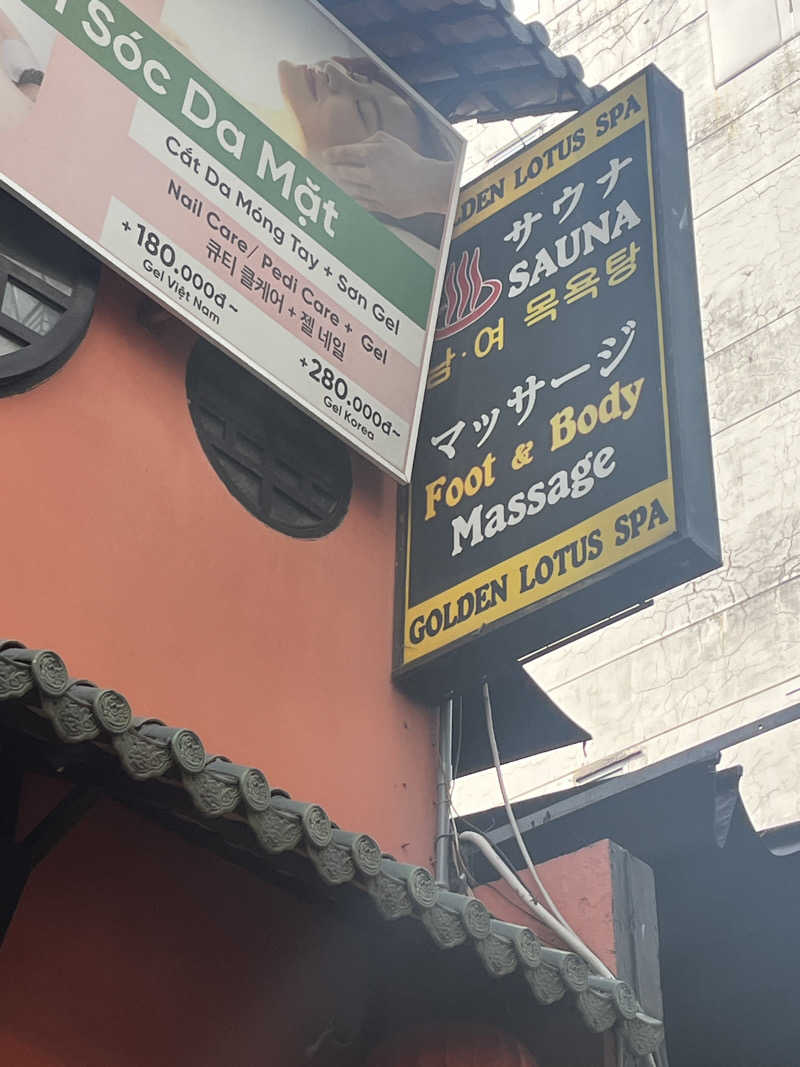 Sóc Da Mặt
Cắt Da Móng Tay + Sơn Gel
Nail Care/ Pedi Care + Gel
큐티클케어 + 젤 네일
+180.000đ~
Gel Việt Nam
+280.000đ~
Gel Korea
LOTUS SPA
サウナ
SAUNA
여 목욕탕
マッサージ
Foot & Body
Massage
GOLDEN LOTUS SPA